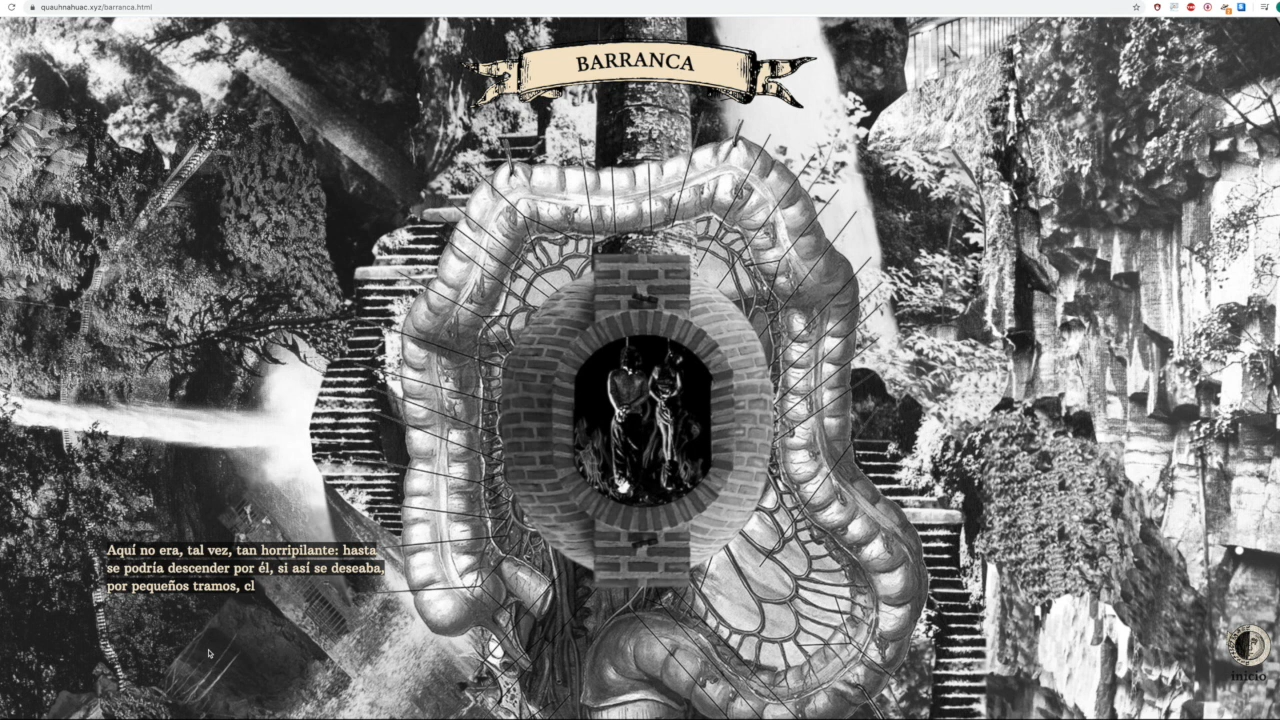 quauhnahuac.xyz/barranca.html
BARRANCA
Aquí no era, tal vez, tan horripilante: hasta
se podría descender por él, si así se deseaba,
por pequeños tramos, cl
inicio